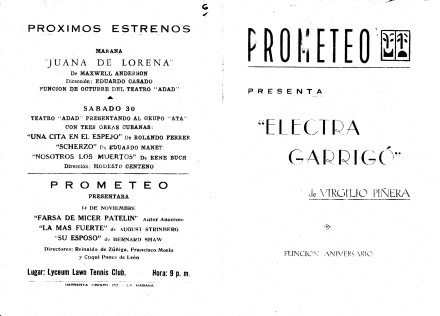 PROXIMOS ESTRENOS
MAÑANA
"JUANA DE LORENA"
De MAXWELL ANDERSON
Dirección: EDUARDO CASADO
FUNCION DE OCTUBRE DEL TEATRO "ADAD"
SABADO 30
TEATRO "ADAD" PRESENTANDO AL GRUPO "ATA"
CON TRES OBRAS CUBANAS:
"UNA CITA EN EL ESPEJO" De ROLANDO FERRER
"SCHERZO" De EDUARDO MANET
"NOSOTROS LOS MUERTOS" De RENE BUCH
Dirección: MODESTO CENTENO
PROMETEO
PRESENTARA
14 DE NOVIEMBRE
"FARSA DE MICER PATELIN" Autor Anónimo
"LA MAS FUERTE" de AUGUST STRINBERG
"SU ESPOSO" de BERNARD SHAW
Directores: Reinaldo de Zúñiga, Francisco Morín
y Cuqui Ponce de León
Lugar: Lyceum Lawn Tennis Club. Hora: 9 p. m.
IMPRENTA CRESPO LA HABANA
PROMETEO
PRESENTA
"ELECTRA
GARRIGÓ"
de VIRGILIO PIÑERA
FUNCION ANIVERSARIO